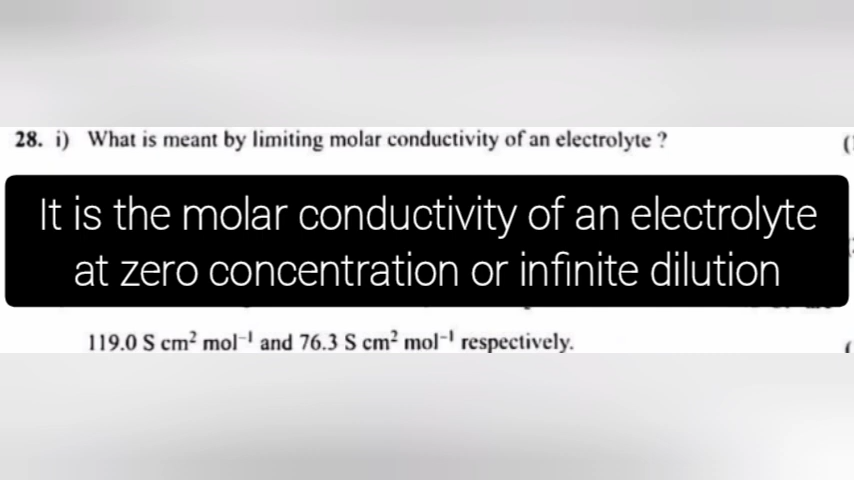 28. i) What is meant by limiting molar conductivity of an electrolyte ?
It is the molar conductivity of an electrolyte
at zero concentration or infinite dilution
119.0 S cm² mol⁻¹ and 76.3 S cm² mol⁻¹ respectively.